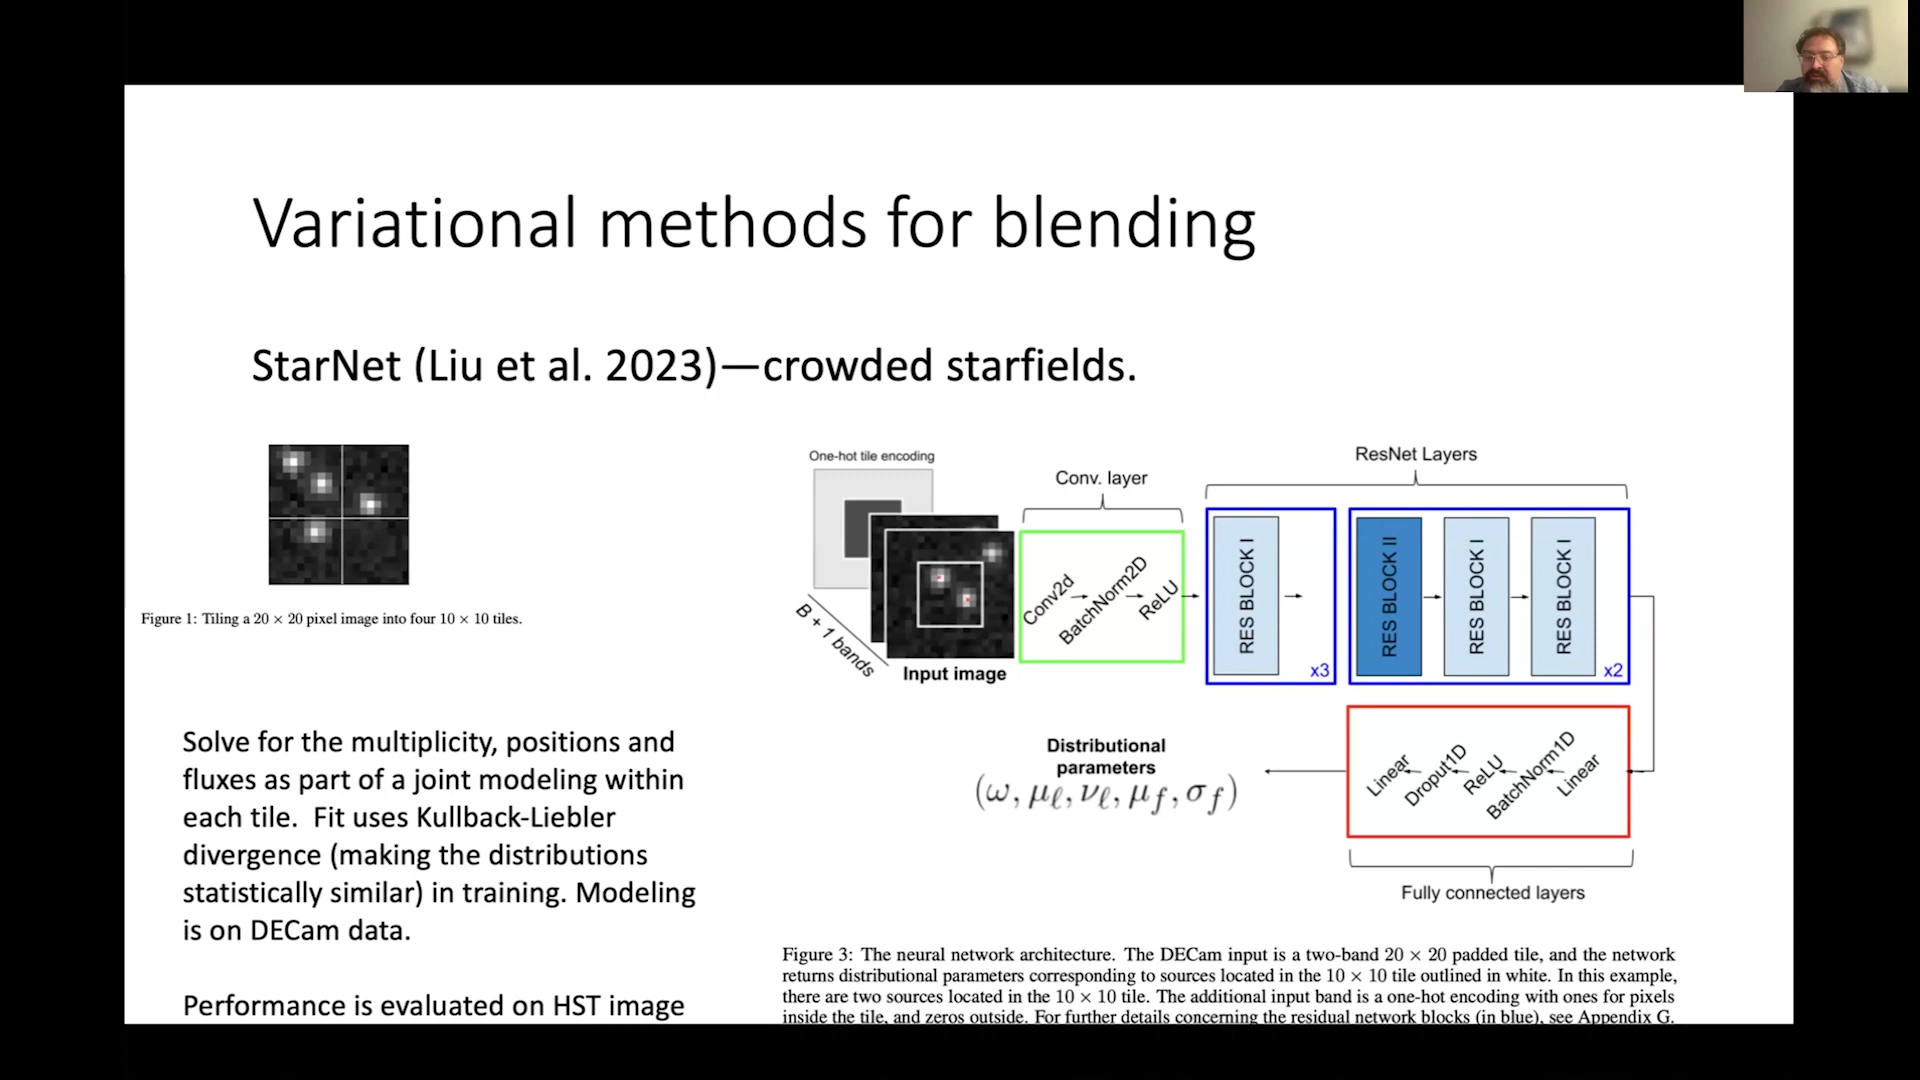 Variational methods for blending
StarNet (Liu et al. 2023)—crowded starfields.
Figure 1: Tiling a 20 × 20 pixel image into four 10 × 10 tiles.
Solve for the multiplicity, positions and
fluxes as part of a joint modeling within
each tile.  Fit uses Kullback-Liebler
divergence (making the distributions
statistically similar) in training. Modeling
is on DECam data.
Performance is evaluated on HST image
One-hot tile encoding
B + 1 bands
Input image
Conv. layer
Conv2d
BatchNorm2D
ReLU
ResNet Layers
RES BLOCK I
x3
RES BLOCK II
RES BLOCK I
RES BLOCK I
x2
Linear
BatchNorm1D
ReLU
Droput1D
Linear
Fully connected layers
Distributional
parameters
(ω, μℓ, νℓ, μf, σf)
Figure 3: The neural network architecture. The DECam input is a two-band 20 × 20 padded tile, and the network
returns distributional parameters corresponding to sources located in the 10 × 10 tile outlined in white. In this example,
there are two sources located in the 10 × 10 tile. The additional input band is a one-hot encoding with ones for pixels
inside the tile, and zeros outside. For further details concerning the residual network blocks (in blue), see Appendix G.